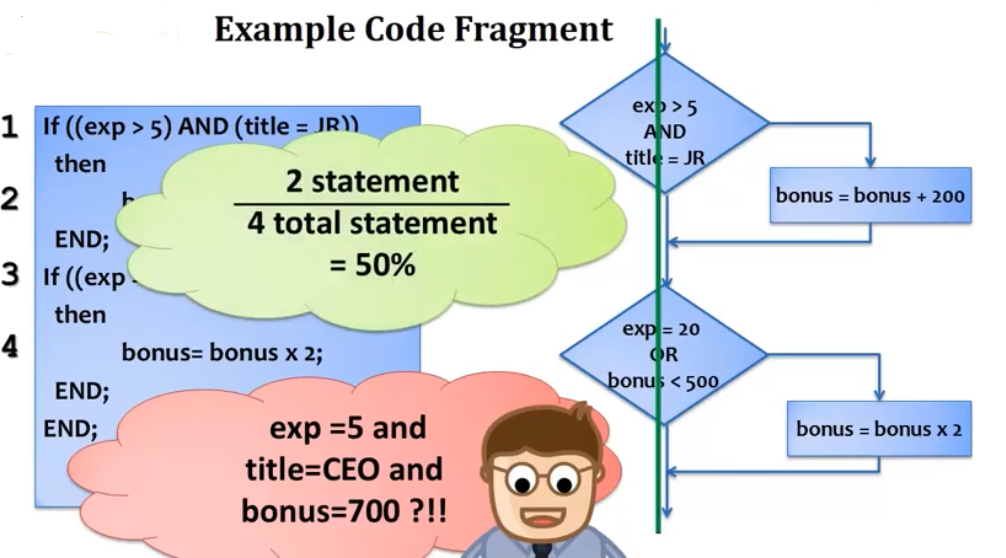 Example Code Fragment
1 If ((exp > 5) AND (title = JR))
then
2
END;
3 If ((exp
then
4 bonus= bonus x 2;
END;
END;
2 statement
4 total statement
= 50%
exp =5 and
title=CEO and
bonus=700 ?!!
exp > 5
AND
title = JR
bonus = bonus + 200
exp = 20
OR
bonus < 500
bonus = bonus x 2